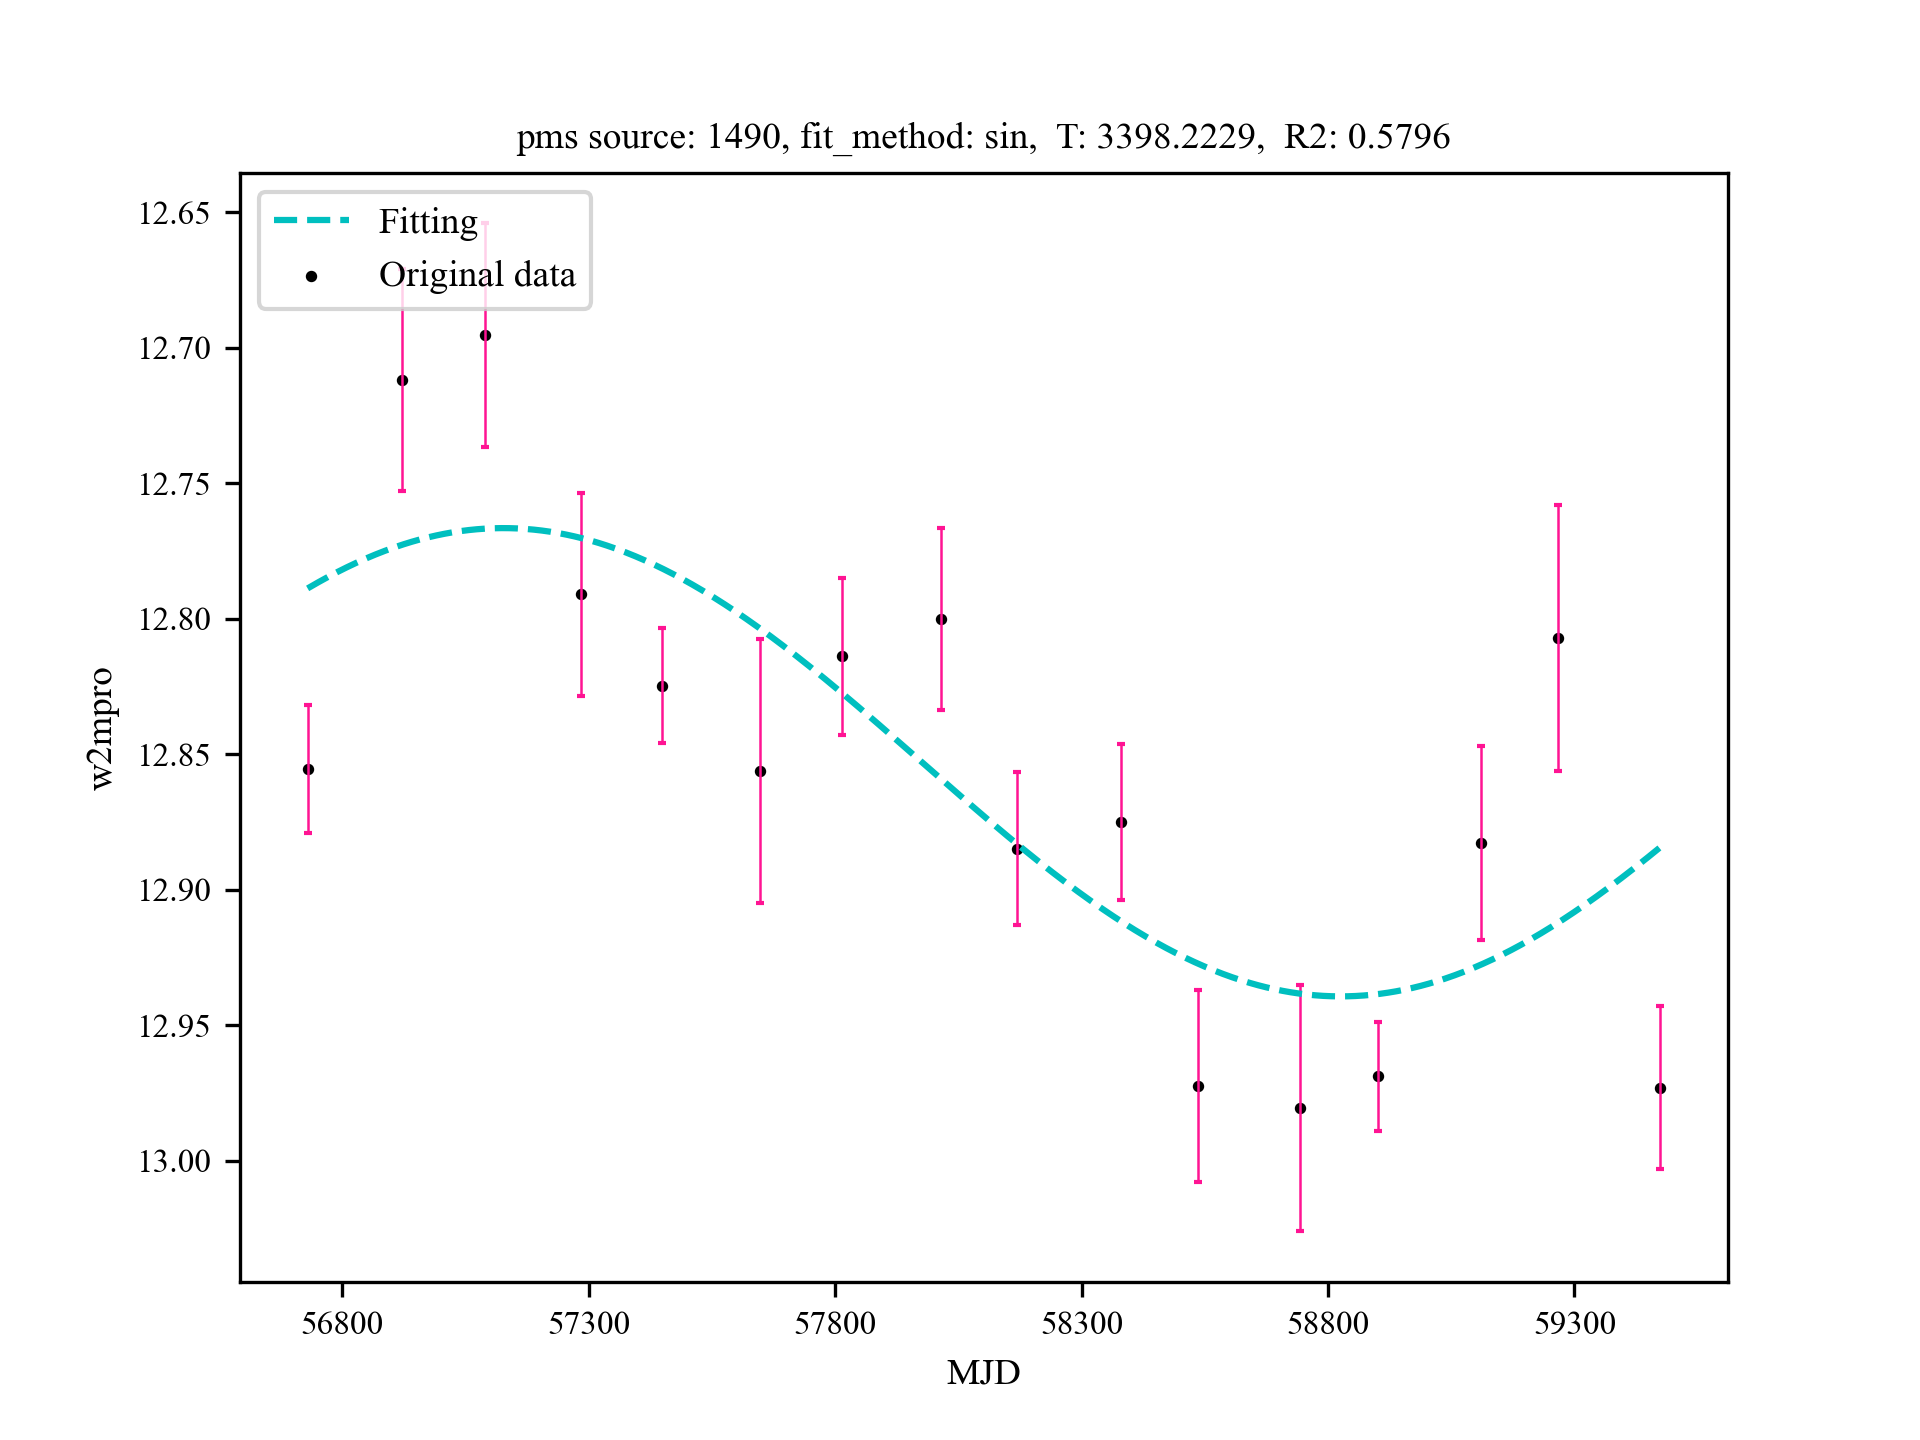 pms source: 1490, fit_method: sin,  T: 3398.2229,  R2: 0.5796
Fitting
Original data
12.65
12.70
12.75
12.80
12.85
12.90
12.95
13.00
w2mpro
56800 57300 57800 58300 58800 59300
MJD